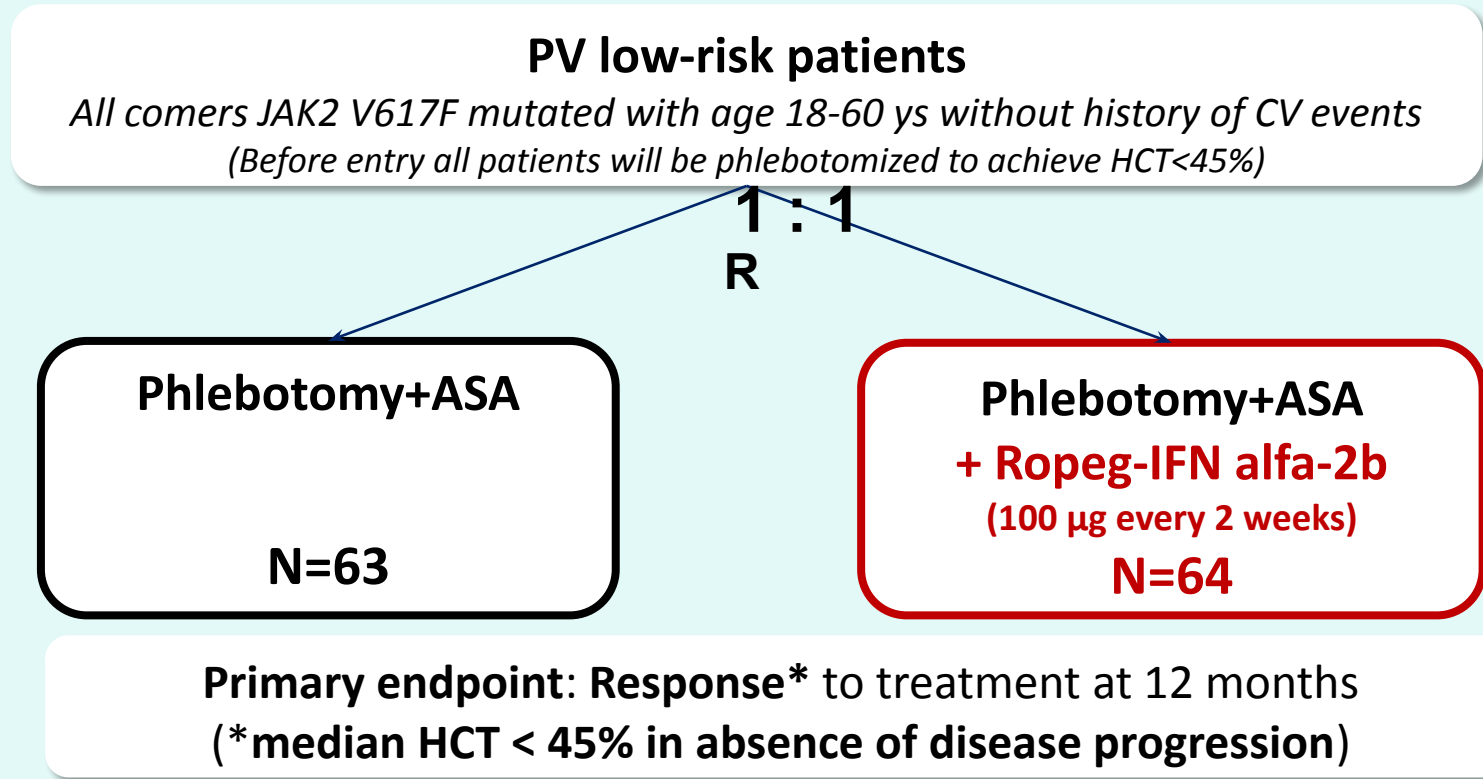 PV low-risk patients
All comers JAK2 V617F mutated with age 18-60 ys without history of CV events
(Before entry all patients will be phlebotomized to achieve HCT<45%)
1 : 1
R
Phlebotomy+ASA
N=63
Phlebotomy+ASA
+ Ropeg-IFN alfa-2b
(100 µg every 2 weeks)
N=64
Primary endpoint: Response* to treatment at 12 months
(*median HCT < 45% in absence of disease progression)